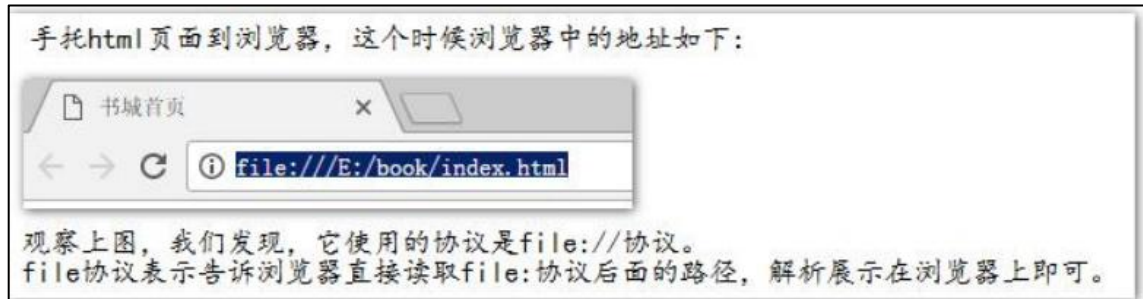 手托html页面到浏览器，这个时候浏览器中的地址如下：
书城首页
file:///E:/book/index.html
观察上图，我们发现，它使用的协议是file://协议。
file协议表示告诉浏览器直接读取file:协议后面的路径，解析展示在浏览器上即可。